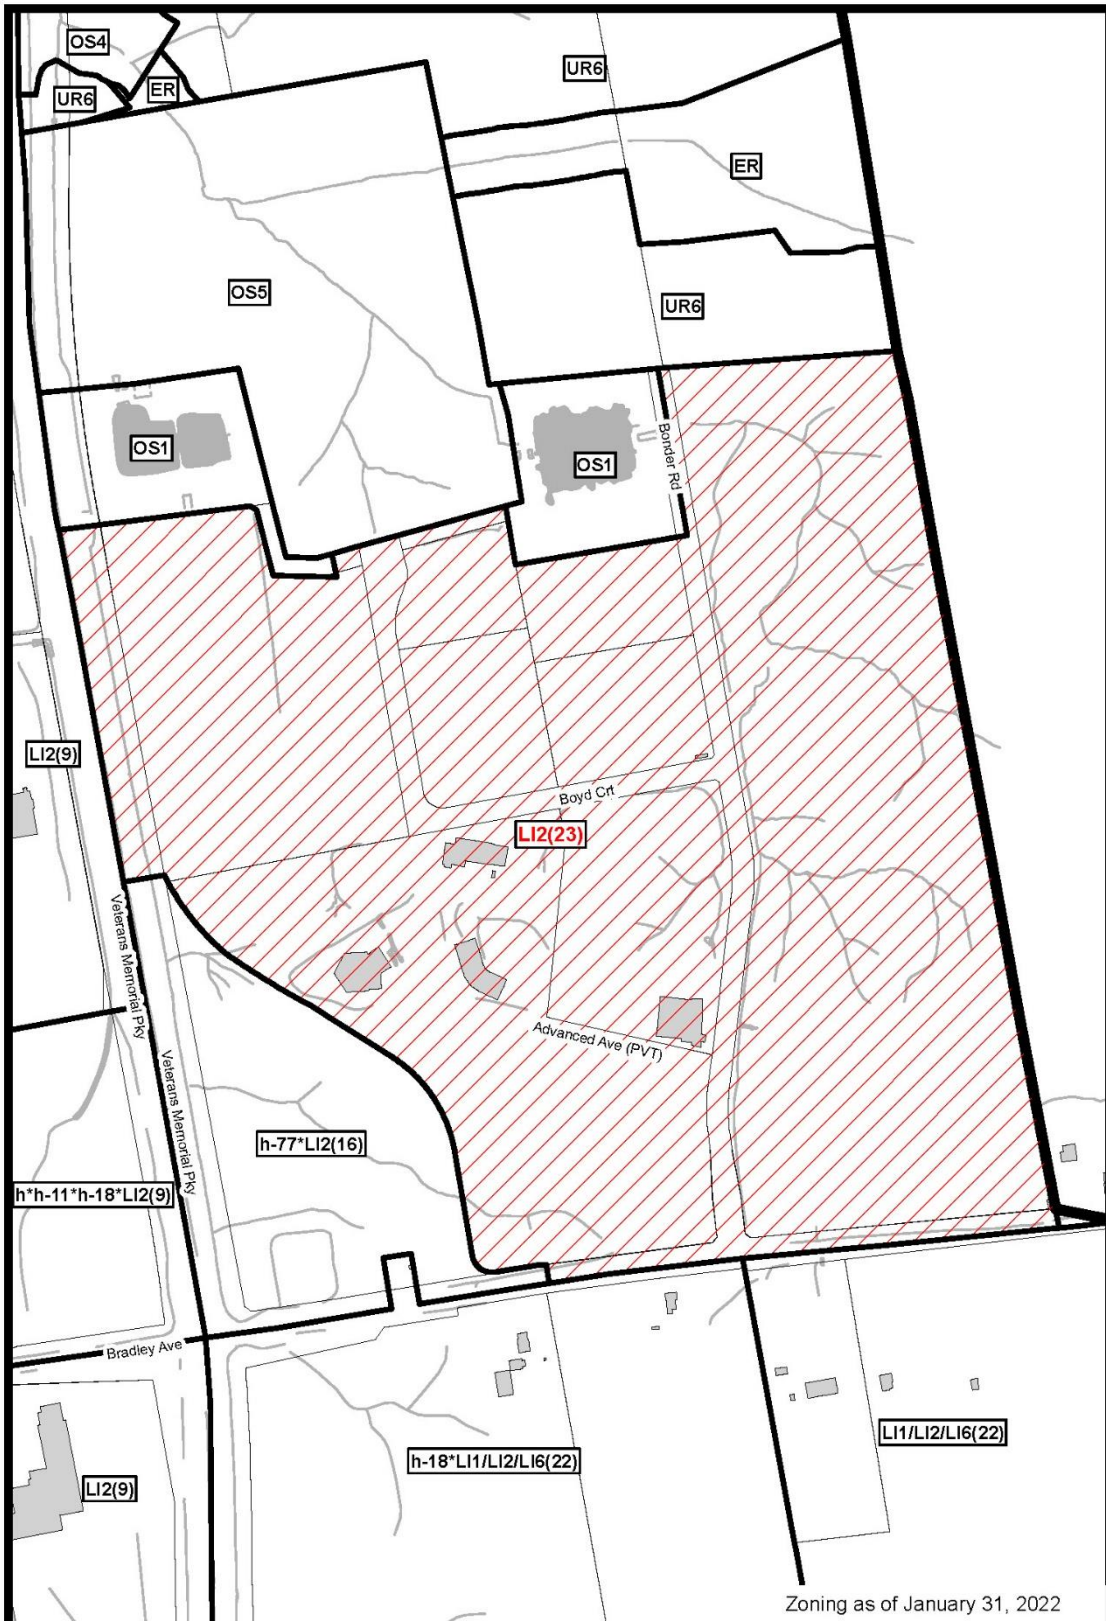 OS4
UR6
UR6
ER
ER
OS5
UR6
OS1
OS1
Bonder Rd
LI2(9)
Boyd Crt
LI2(23)
Veterans Memorial Pky
Advanced Ave (PVT)
Veterans Memorial Pky
h-77*LI2(16)
h*h-11*h-18*LI2(9)
Bradley Ave
LI1/LI2/LI6(22)
h-18*LI1/LI2/LI6(22)
LI2(9)
Zoning as of January 31, 2022